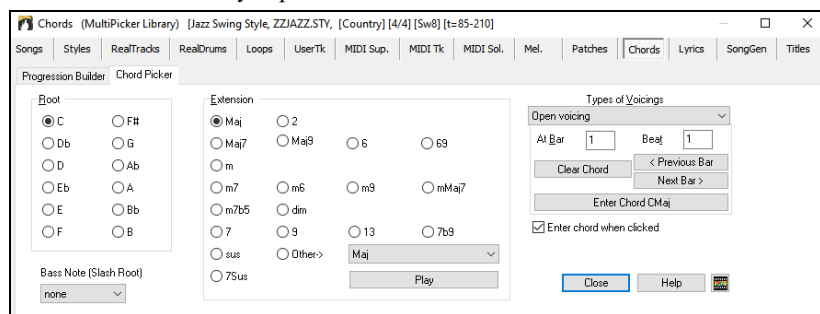 Chords (MultiPicker Library) [Jazz Swing Style, ZZJAZZ.STY, [Country] [4/4] [Sw8] [t=85-210]
Songs Styles RealTracks RealDrums Loops UserTk MIDI Sup. MIDI Tk MIDI Sol. Mel. Patches Chords Lyrics SongGen Titles
Progression Builder Chord Picker
Root Extension Types of Voicings
C F# Maj 2 Open voicing
Db G Maj7 Maj9 6 69 At Bar 1 Beat 1
D Ab m Clear Chord < Previous Bar
Eb A m7 m6 m9 mMaj7 Next Bar >
E Bb m7b5 dim Enter Chord CMaj
F B 7 9 13 7b9 Enter chord when clicked
sus Other-> Maj
Bass Note (Slash Root) 7Sus Play Close Help
none